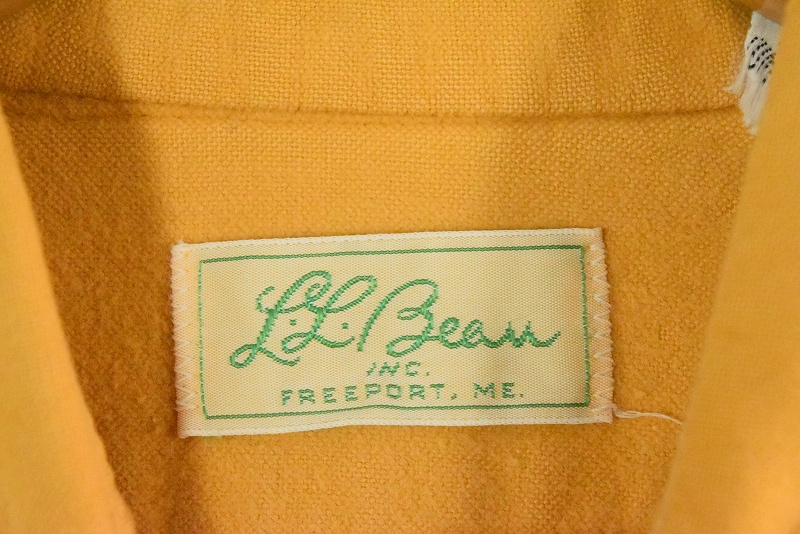 L.L. Bean
INC.
FREEPORT, ME.